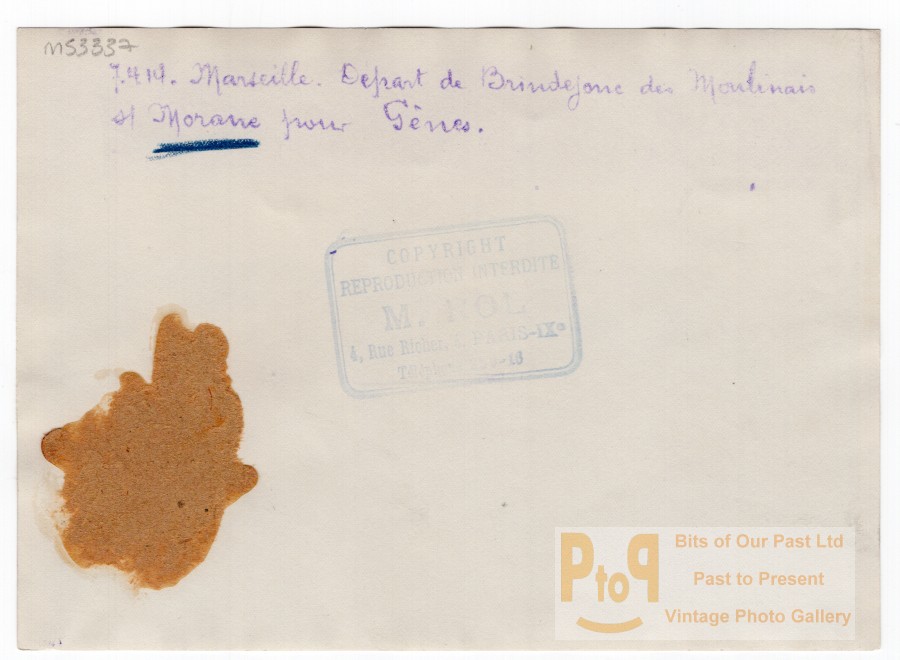 MS3337
7.4.14. Marseille. Depart de Brindejonc des Moulinais
s/ Morane pour Gênes.
COPYRIGHT
REPRODUCTION INTERDITE
M. ROL
4, Rue Richer, 4, PARIS-IXe
-16
PtoP
Bits of Our Past Ltd
Past to Present
Vintage Photo Gallery